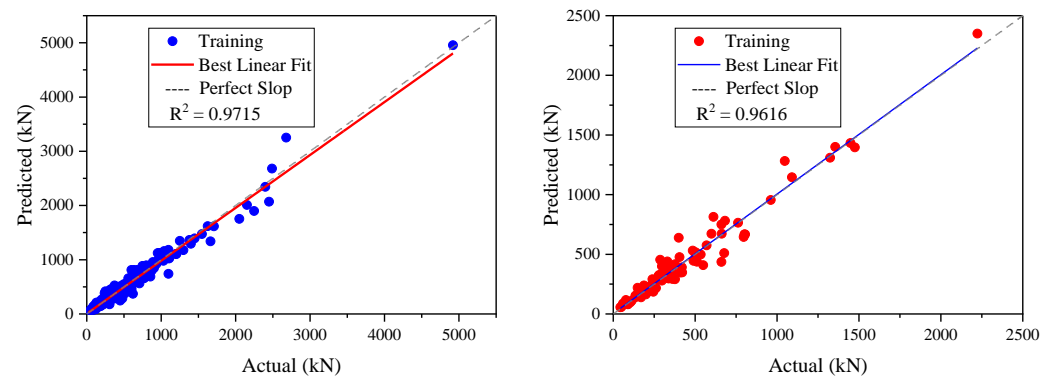 Training
Best Linear Fit
Perfect Slop
R² = 0.9715
5000
4000
3000
2000
1000
0
0
1000
2000
3000
4000
5000
Predicted (kN)
Actual (kN)
Training
Best Linear Fit
Perfect Slop
R² = 0.9616
2500
2000
1500
1000
500
0
0
500
1000
1500
2000
2500
Predicted (kN)
Actual (kN)